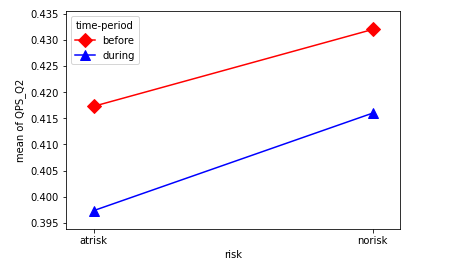 time-period
before
during
0.435
0.430
0.425
0.420
0.415
0.410
0.405
0.400
0.395
mean of QPS_Q2
atrisk
norisk
risk